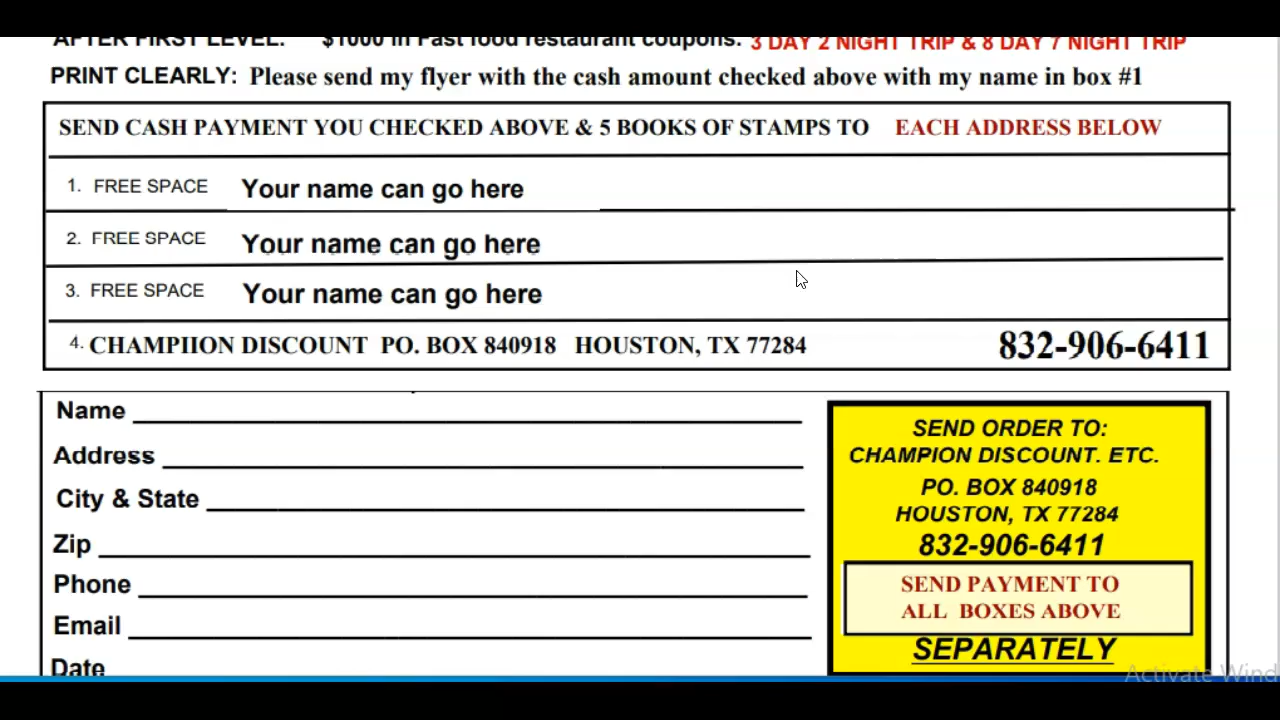 AFTER FIRST LEVEL: $1000 in Fast food restaurant coupons. 3 DAY 2 NIGHT TRIP & 8 DAY 7 NIGHT TRIP
PRINT CLEARLY: Please send my flyer with the cash amount checked above with my name in box #1
SEND CASH PAYMENT YOU CHECKED ABOVE & 5 BOOKS OF STAMPS TO EACH ADDRESS BELOW
1. FREE SPACE Your name can go here
2. FREE SPACE Your name can go here
3. FREE SPACE Your name can go here
4. CHAMPIION DISCOUNT PO. BOX 840918 HOUSTON, TX 77284 832-906-6411
Name
Address
City & State
Zip
Phone
Email
Date
SEND ORDER TO:
CHAMPION DISCOUNT. ETC.
PO. BOX 840918
HOUSTON, TX 77284
832-906-6411
SEND PAYMENT TO
ALL BOXES ABOVE
SEPARATELY
Activate Wind